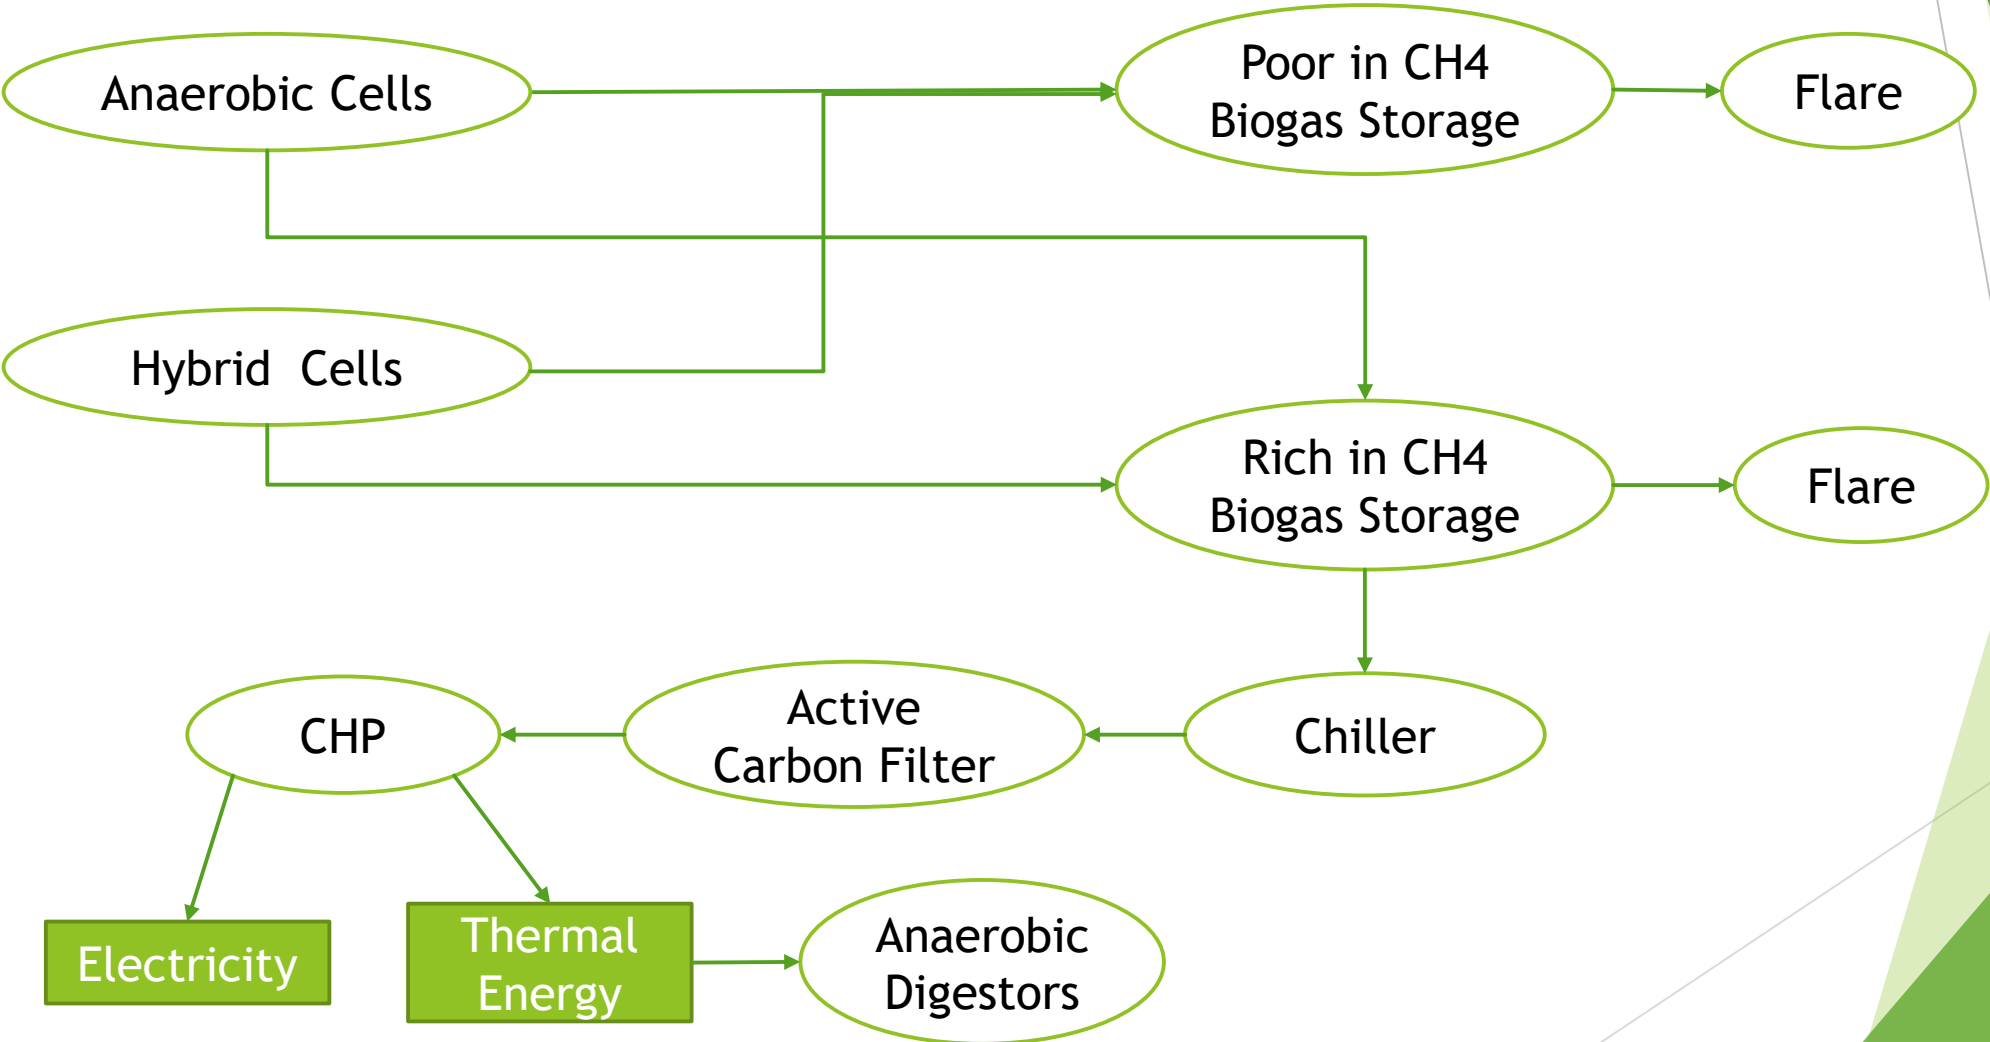 Anaerobic Cells
Poor in CH4
Biogas Storage
Flare
Hybrid  Cells
Rich in CH4
Biogas Storage
Flare
CHP
Active
Carbon Filter
Chiller
Electricity
Thermal
Energy
Anaerobic
Digestors